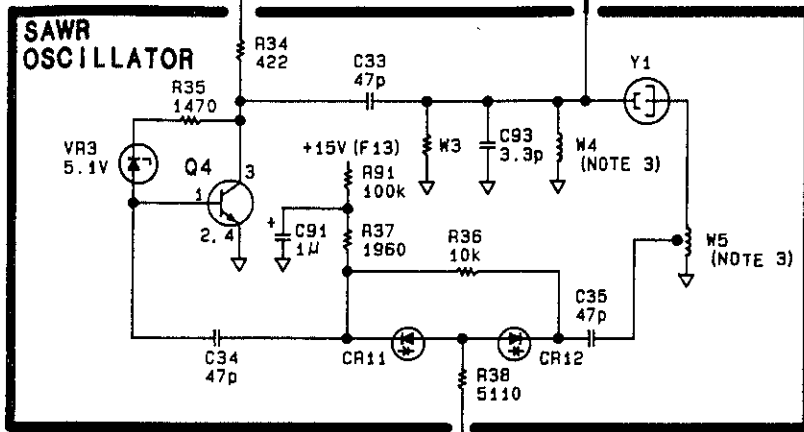 SAWR
OSCILLATOR
R34
422
C33
47p
Y1
R35
1470
VR3
5.1V
Q4
3
1
2, 4
+15V (F13)
R91
100k
W3
C93
3.3p
W4
(NOTE 3)
+
C91
1µ
R37
1960
R36
10k
W5
(NOTE 3)
C35
47p
C34
47p
CR11
CR12
R38
5110